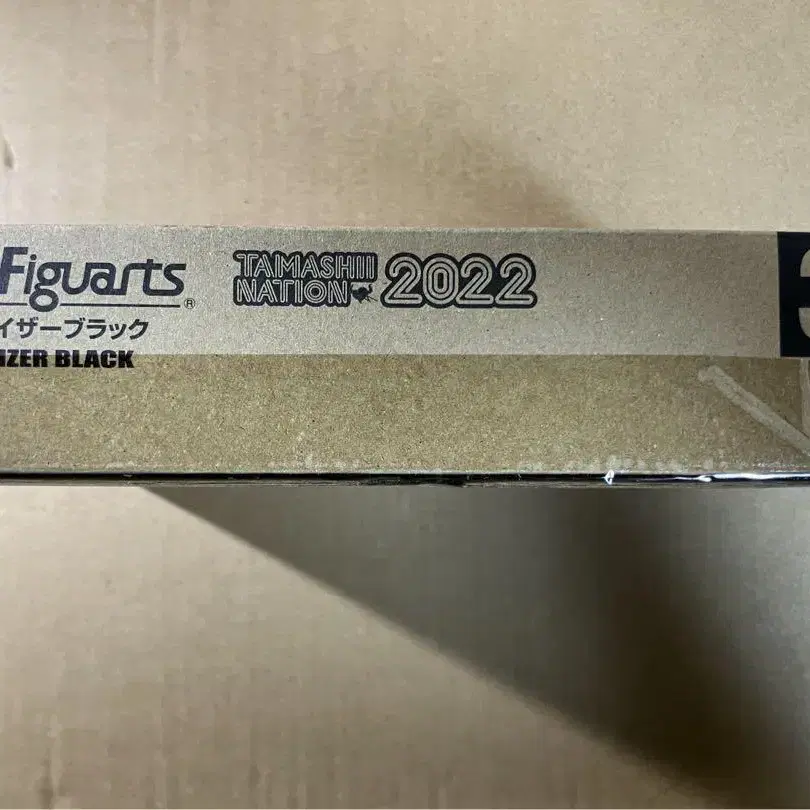 Figuarts®
TAMASHII
NATION 2022
イザーブラック
IZER BLACK